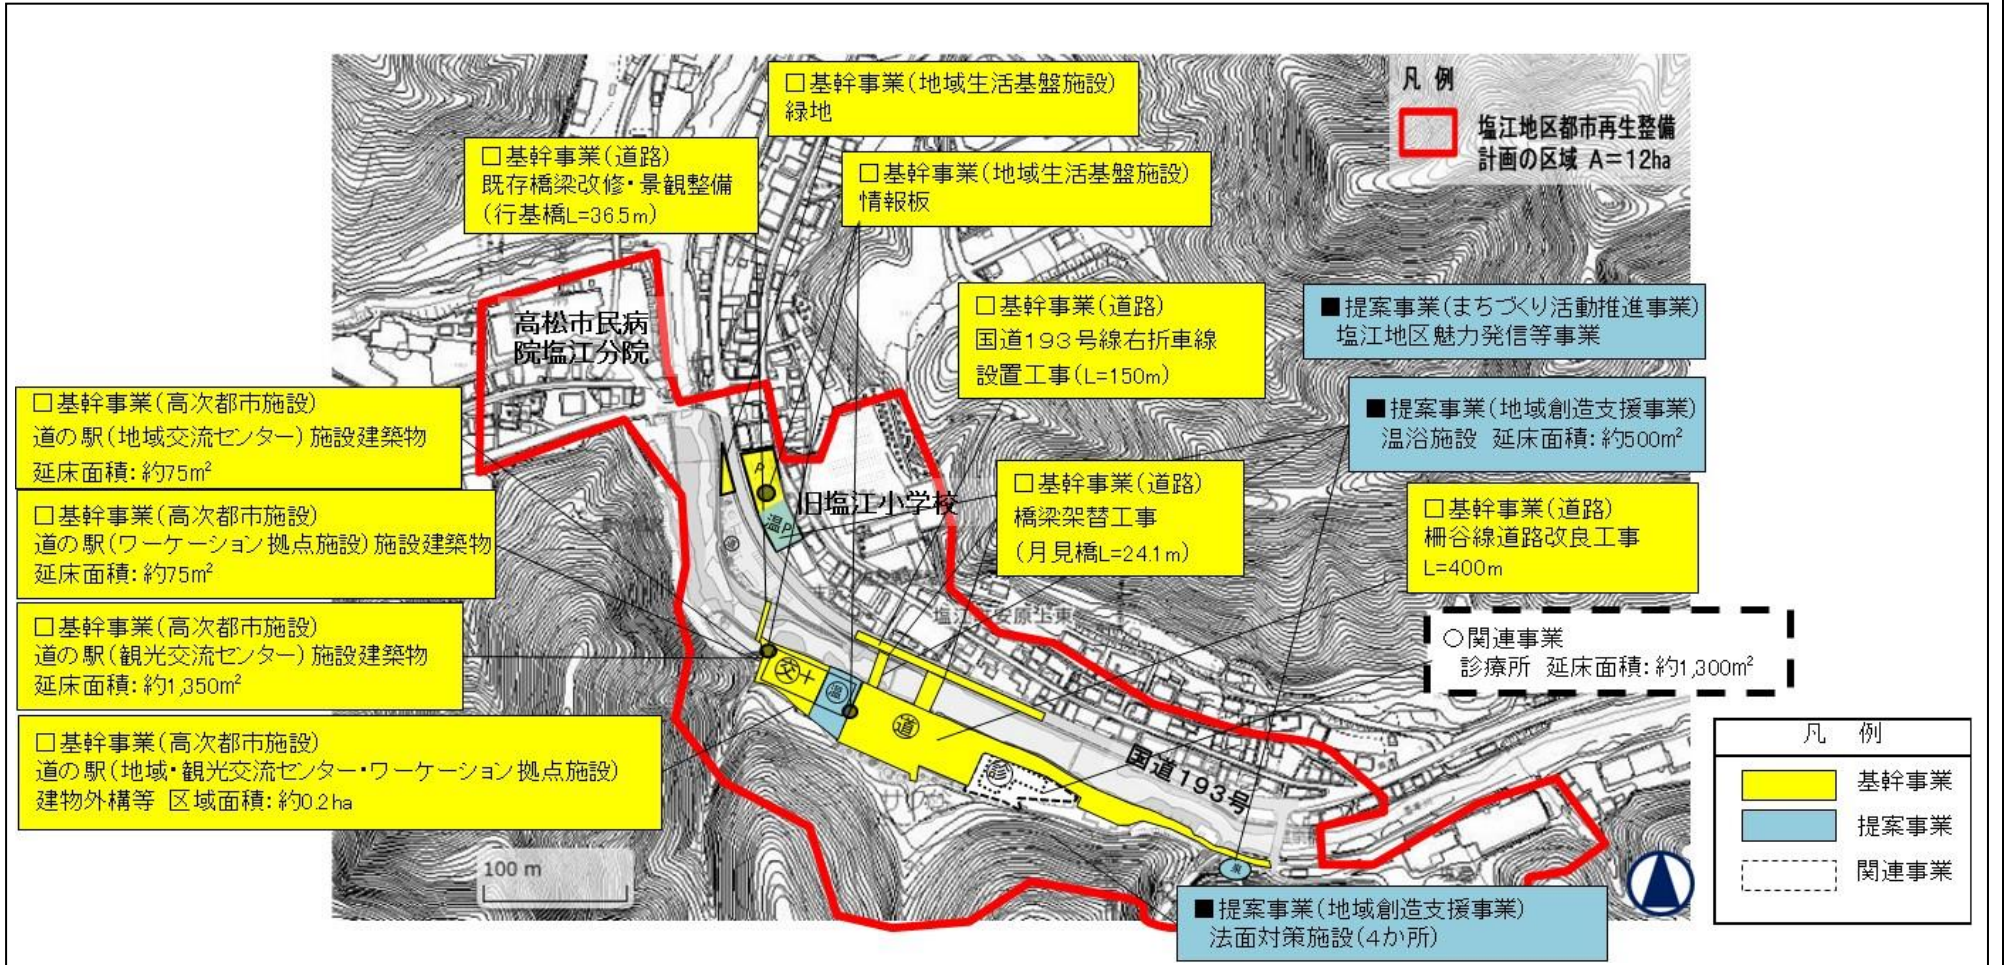 □基幹事業(地域生活基盤施設)
緑地
凡 例
塩江地区都市再生整備
計画の区域 A=12ha
□基幹事業(道路)
既存橋梁改修・景観整備
(行基橋L=36.5m)
□基幹事業(地域生活基盤施設)
情報板
高松市民病
院塩江分院
□基幹事業(道路)
国道193号線右折車線
設置工事(L=150m)
■提案事業(まちづくり活動推進事業)
塩江地区魅力発信等事業
□基幹事業(高次都市施設)
道の駅(地域交流センター)施設建築物
延床面積:約75m²
■提案事業(地域創造支援事業)
温浴施設 延床面積:約500m²
P
温P
旧塩江小学校
□基幹事業(道路)
橋梁架替工事
(月見橋L=24.1m)
□基幹事業(道路)
柵谷線道路改良工事
L=400m
□基幹事業(高次都市施設)
道の駅(ワーケーション拠点施設)施設建築物
延床面積:約75m²
□基幹事業(高次都市施設)
道の駅(観光交流センター)施設建築物
延床面積:約1,350m²
○関連事業
診療所 延床面積:約1,300m²
交+
温
道
診
国道193号
□基幹事業(高次都市施設)
道の駅(地域・観光交流センター・ワーケーション拠点施設)
建物外構等 区域面積:約0.2ha
100 m
■提案事業(地域創造支援事業)
法面対策施設(4か所)
凡 例
基幹事業
提案事業
関連事業